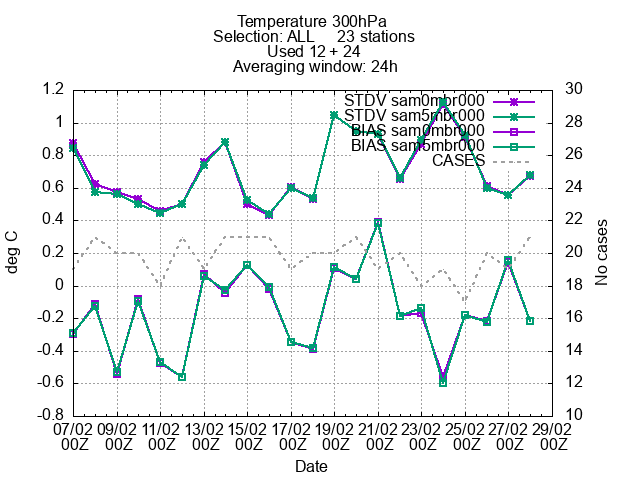 Temperature 300hPa
Selection: ALL 23 stations
Used 12 + 24
Averaging window: 24h
STDV sam0mbr000
STDV sam5mbr000
BIAS sam0mbr000
BIAS sam5mbr000
CASES
deg C
1.2
1
0.8
0.6
0.4
0.2
0
-0.2
-0.4
-0.6
-0.8
30
28
26
24
22
20
18
16
14
12
10
No cases
07/02 09/02 11/02 13/02 15/02 17/02 19/02 21/02 23/02 25/02 27/02 29/02
00Z 00Z 00Z 00Z 00Z 00Z 00Z 00Z 00Z 00Z 00Z 00Z
Date